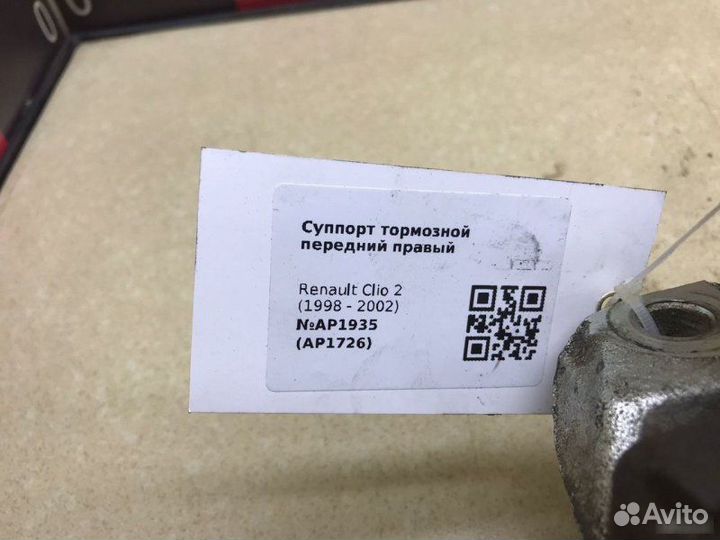 Суппорт тормозной
передний правый
Renault Clio 2
(1998 - 2002)
№AP1935
(AP1726)
Avito